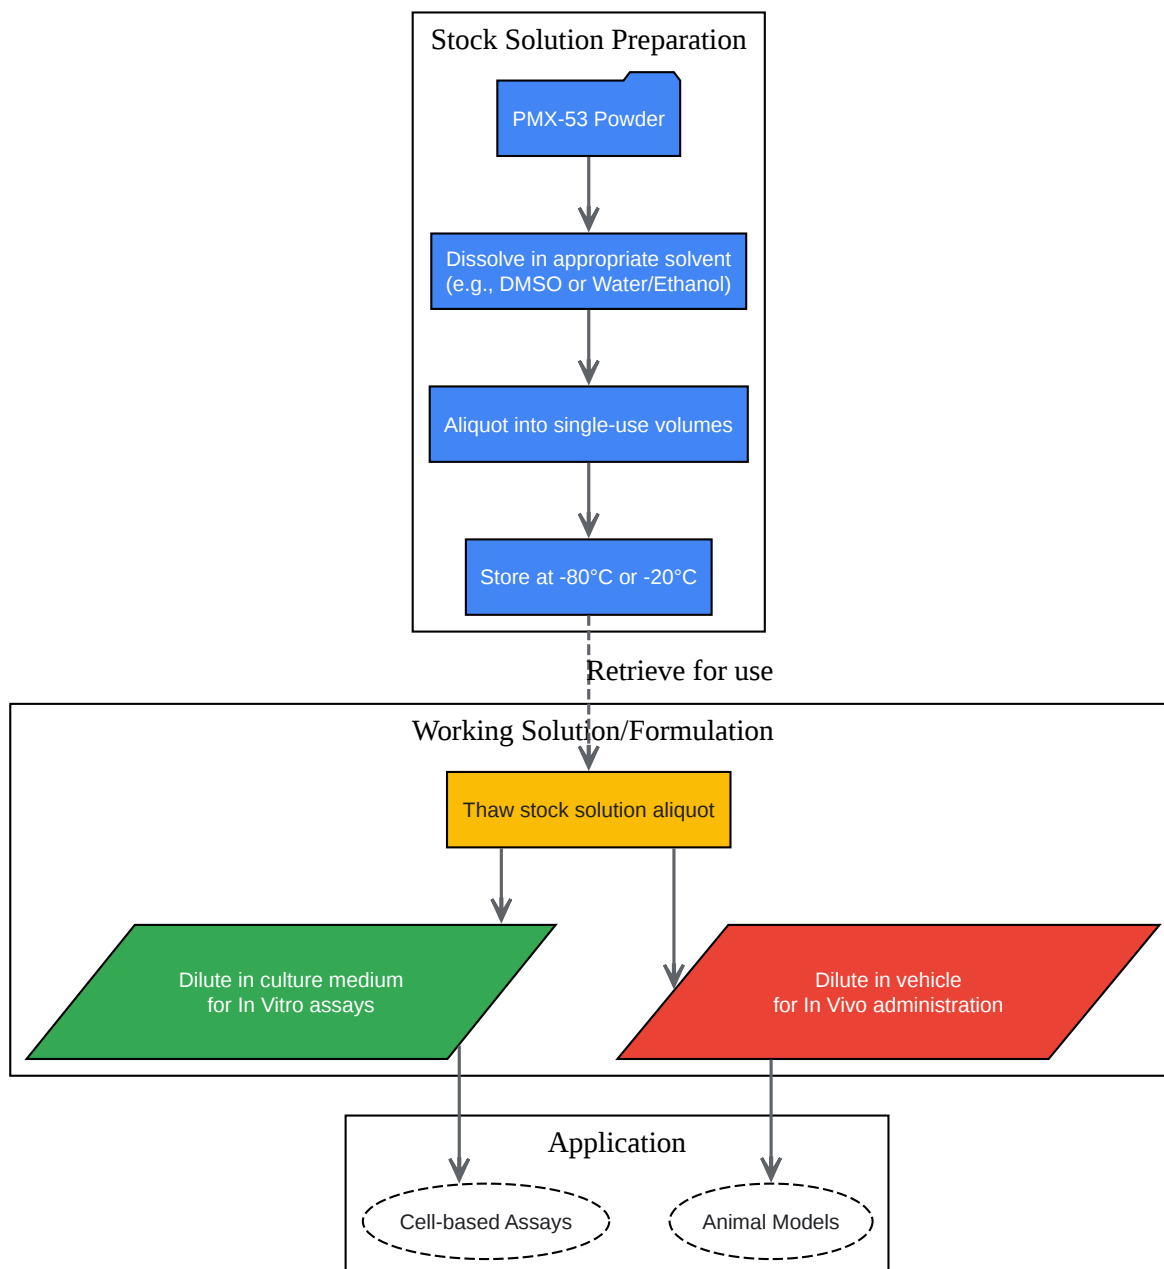 Stock Solution Preparation
PMX-53 Powder
Dissolve in appropriate solvent
(e.g., DMSO or Water/Ethanol)
Aliquot into single-use volumes
Store at -80°C or -20°C
Retrieve for use
Working Solution/Formulation
Thaw stock solution aliquot
Dilute in culture medium
for In Vitro assays
Dilute in vehicle
for In Vivo administration
Application
Cell-based Assays
Animal Models